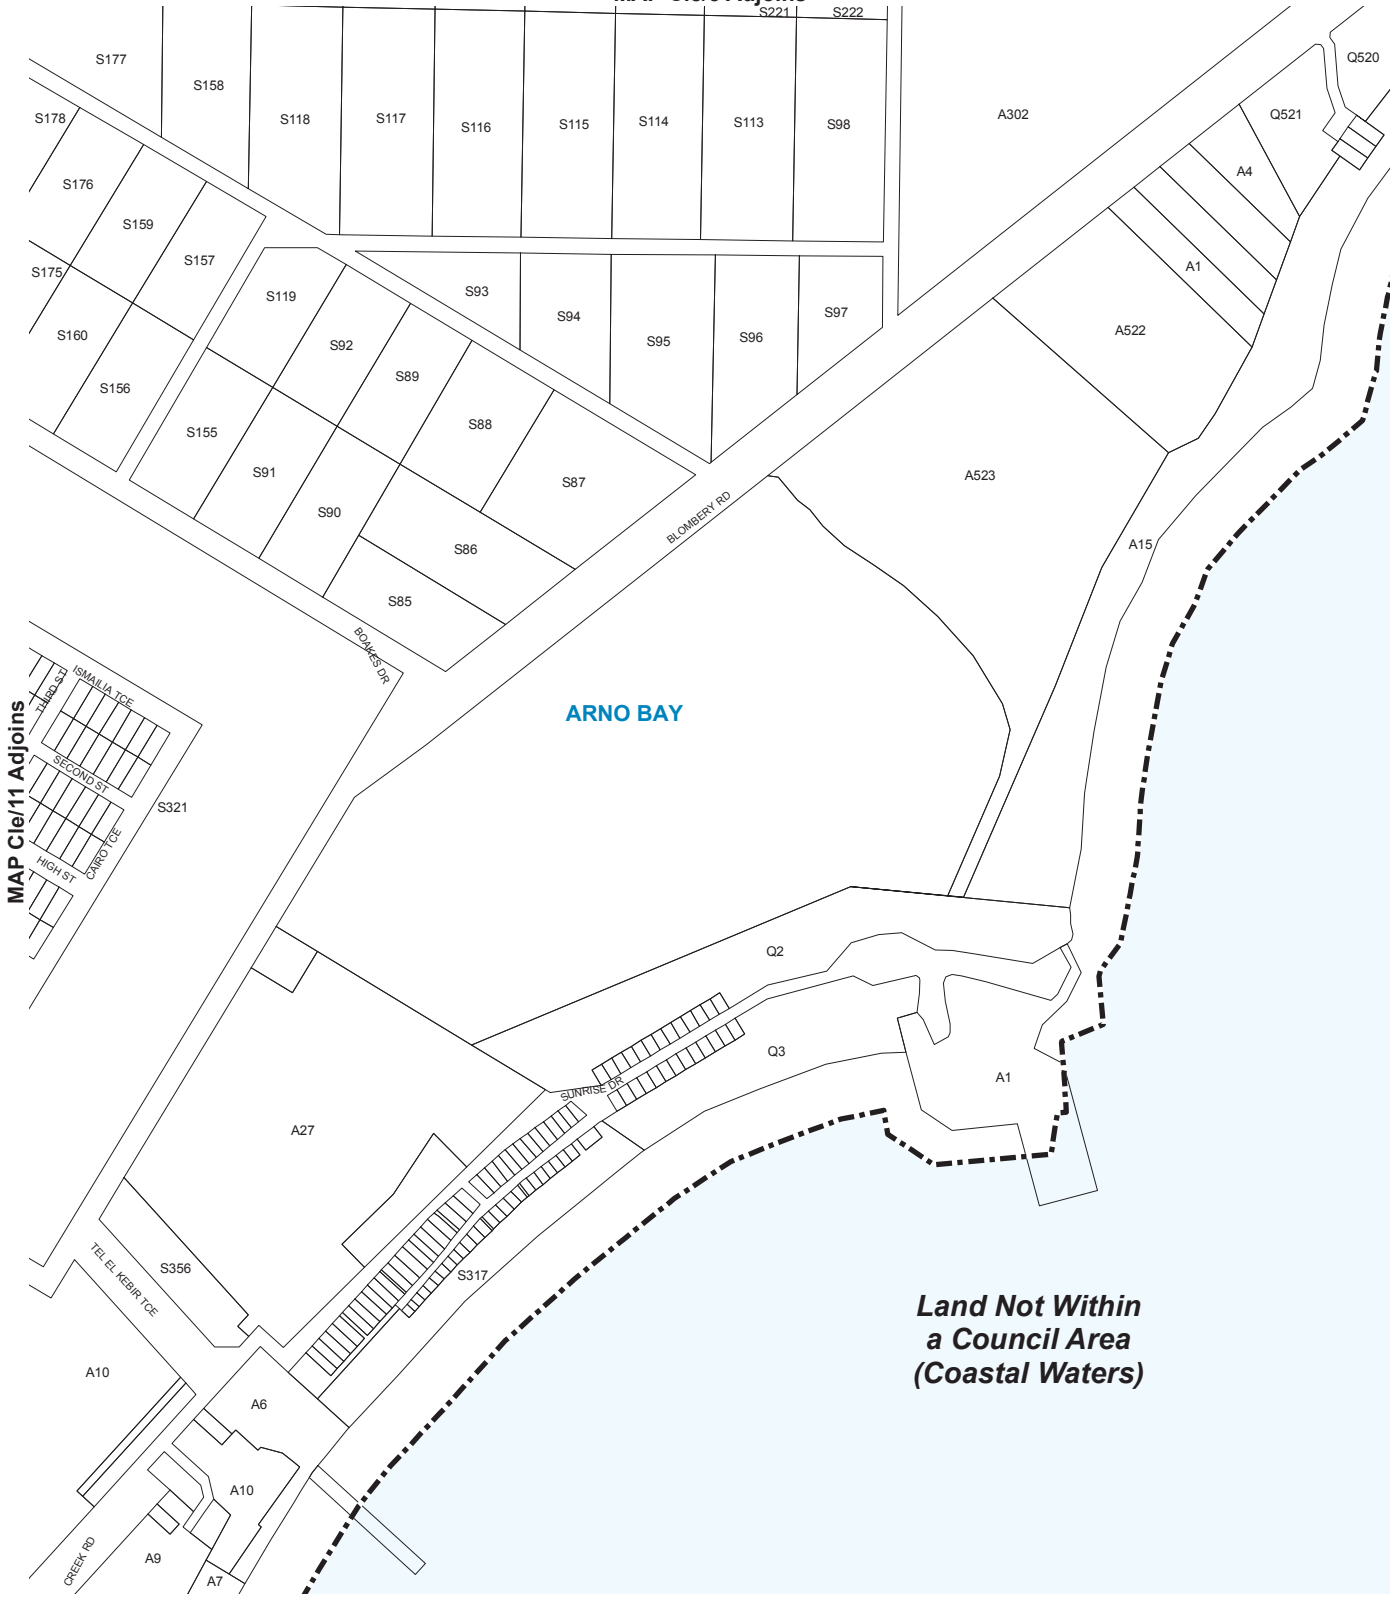 S221
S222
S177
S158
S118
S117
S116
S115
S114
S113
S98
A302
Q520
Q521
S178
S176
S159
S157
A4
S175
S119
S93
S94
S95
S96
S97
A1
A522
S160
S92
S89
S156
S88
S155
S91
S90
S87
A523
S86
BLOMBERY RD
A15
S85
BOAKES DR
ISMAILIA TCE
THIRD ST
SECOND ST
HIGH ST
CAIRO TCE
S321
MAP Cle/11 Adjoins
ARNO BAY
Q2
Q3
A1
SUNRISE DR
A27
S356
S317
TEL EL KEBIR TCE
Land Not Within
a Council Area
(Coastal Waters)
A10
A6
A10
A9
A7
CREEK RD